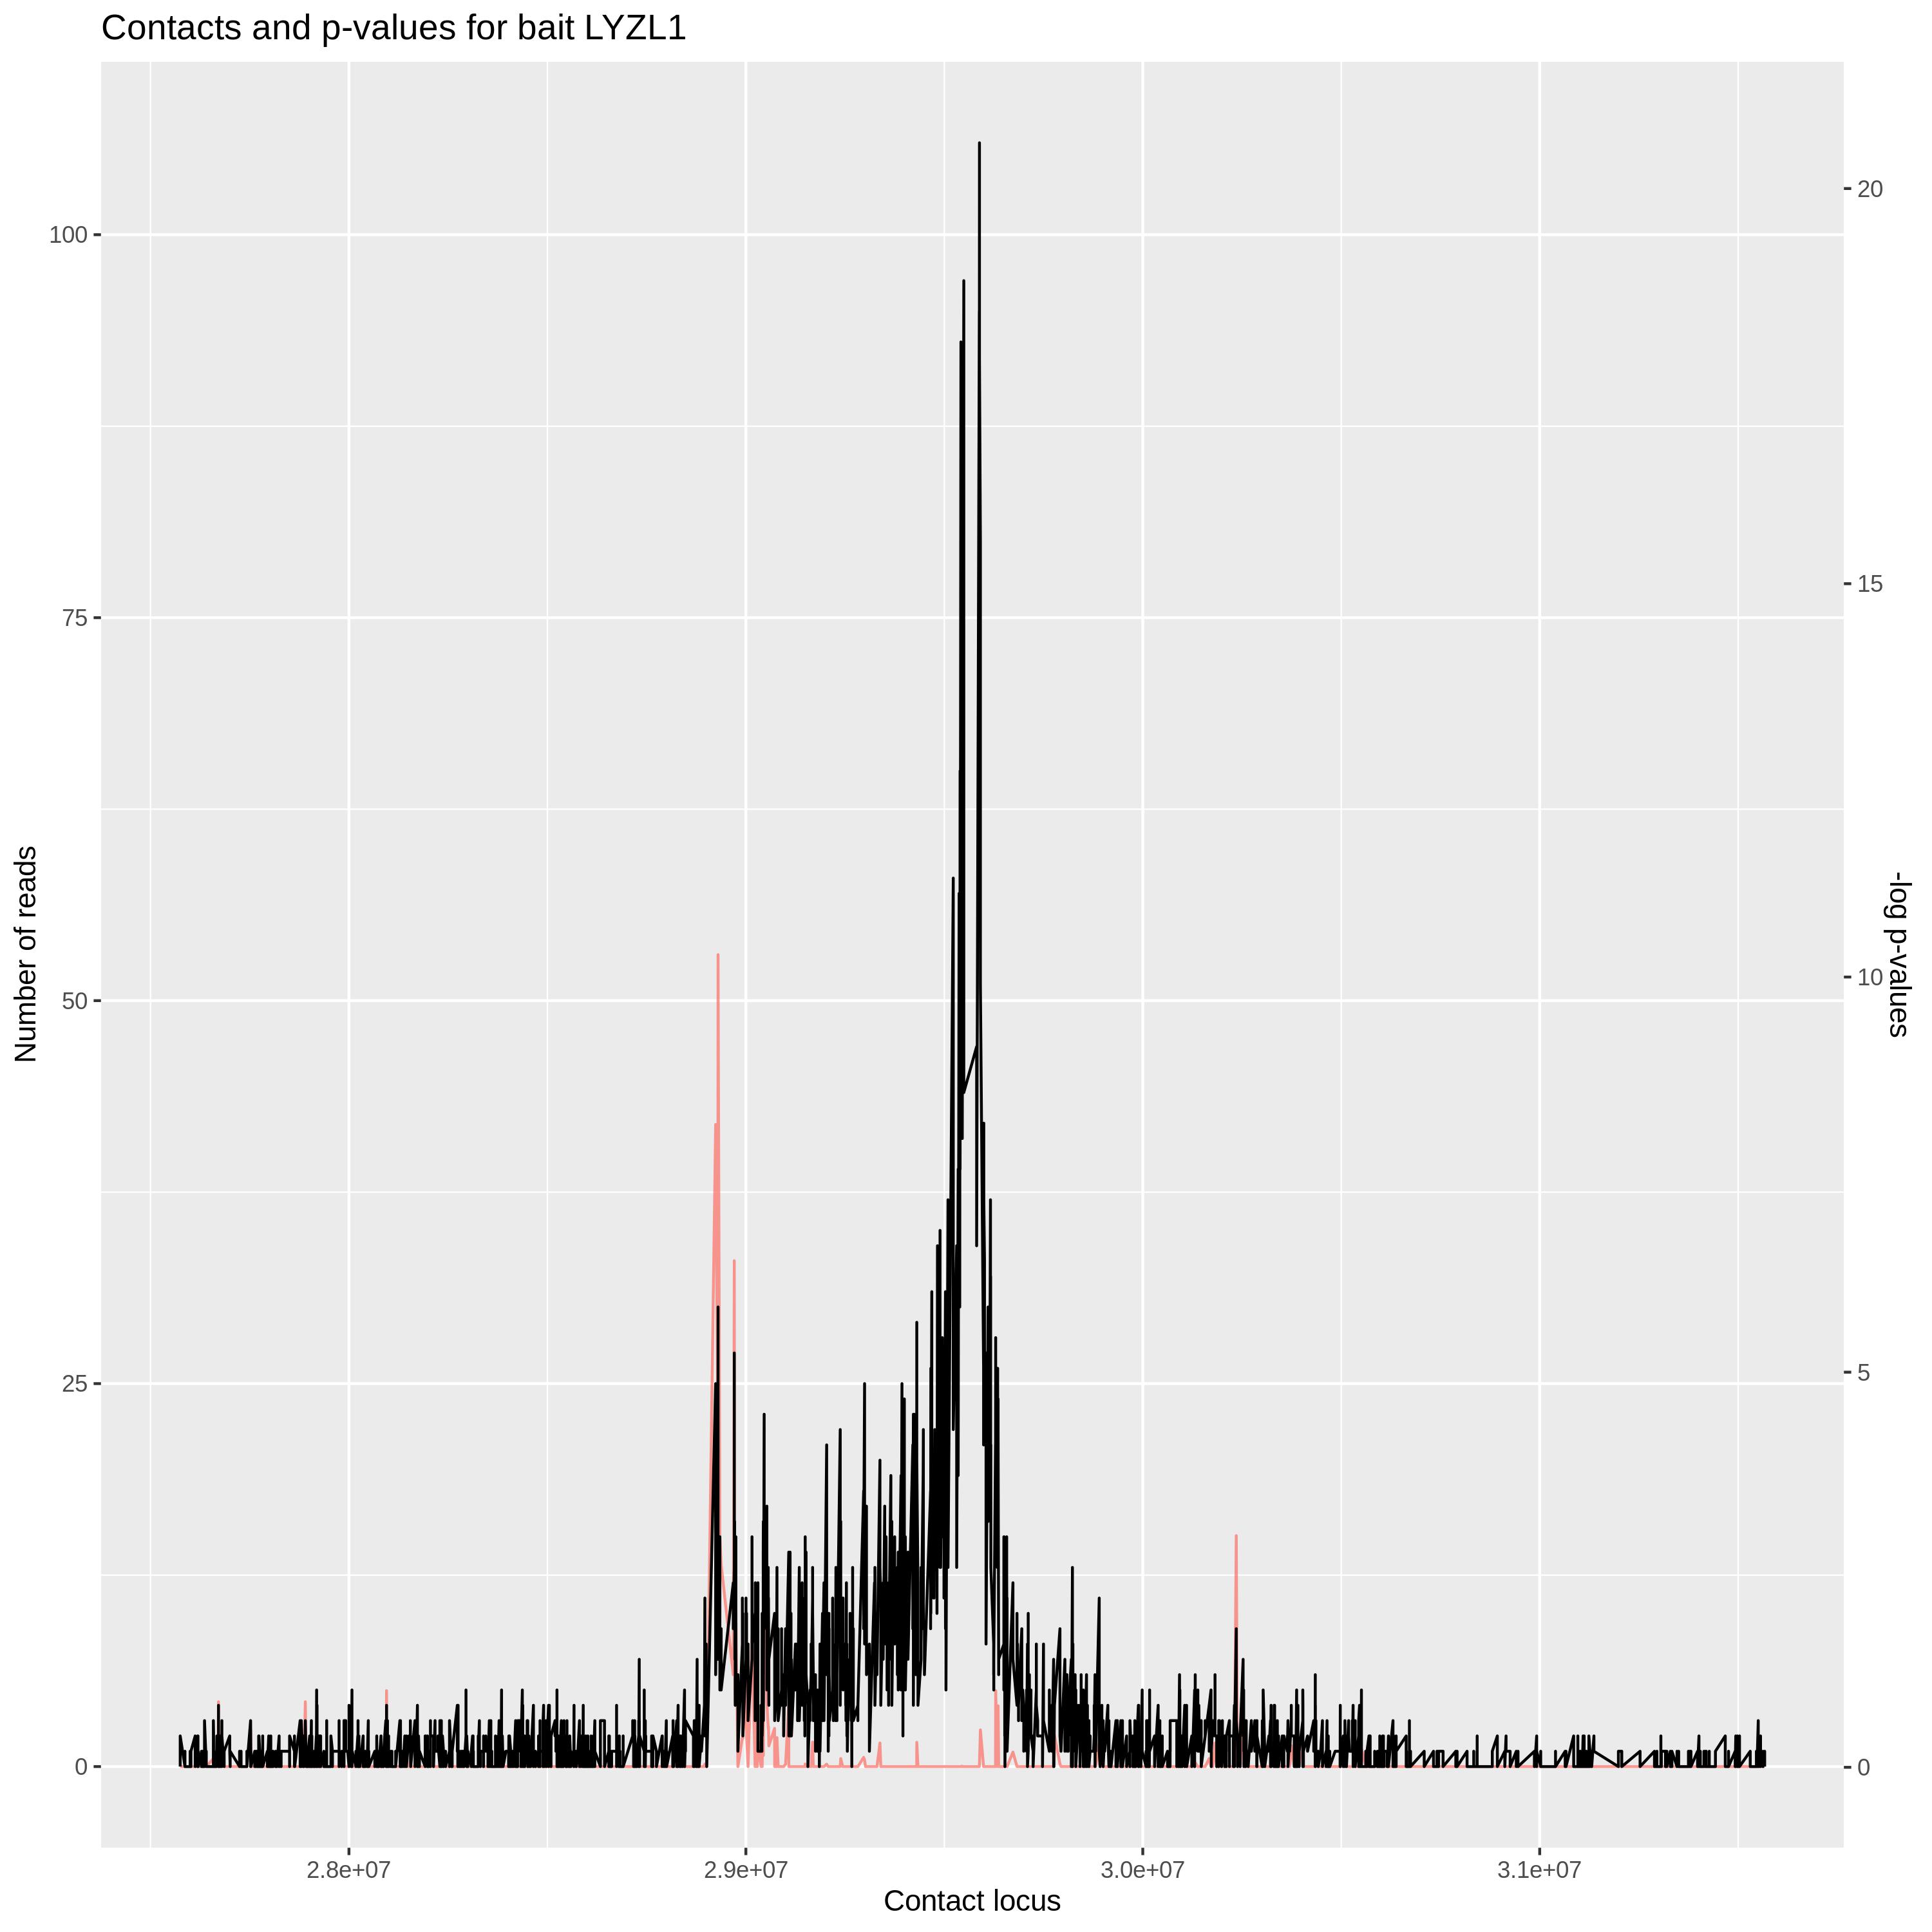 Contacts and p-values for bait LYZL1
Number of reads
100
75
50
25
0
20
15
10
5
0
-log p-values
2.8e+07
2.9e+07
3.0e+07
3.1e+07
Contact locus